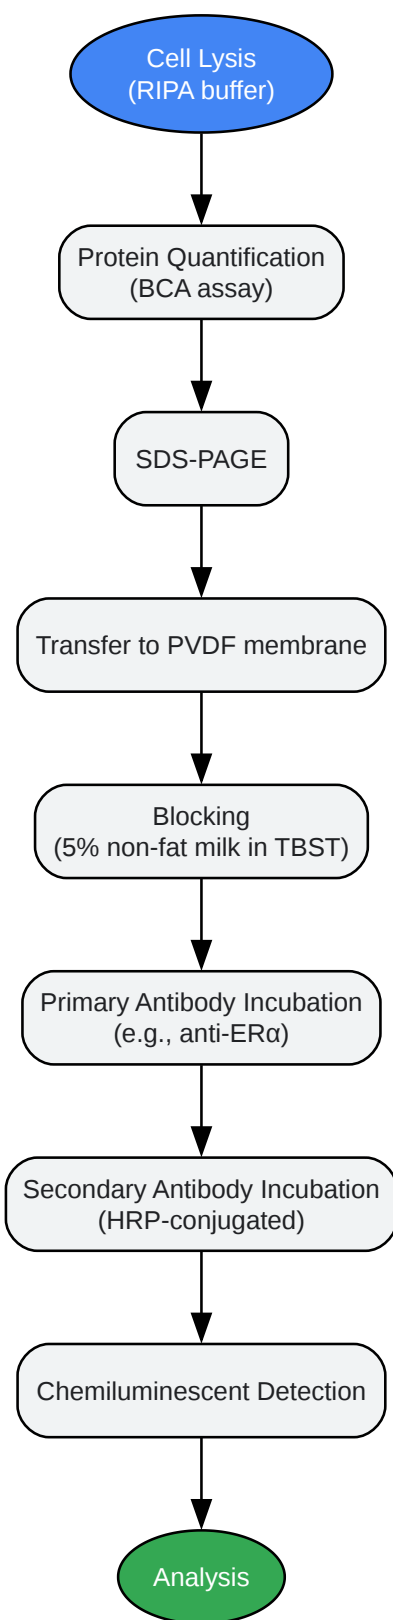 Cell Lysis
(RIPA buffer)
Protein Quantification
(BCA assay)
SDS-PAGE
Transfer to PVDF membrane
Blocking
(5% non-fat milk in TBST)
Primary Antibody Incubation
(e.g., anti-ERα)
Secondary Antibody Incubation
(HRP-conjugated)
Chemiluminescent Detection
Analysis